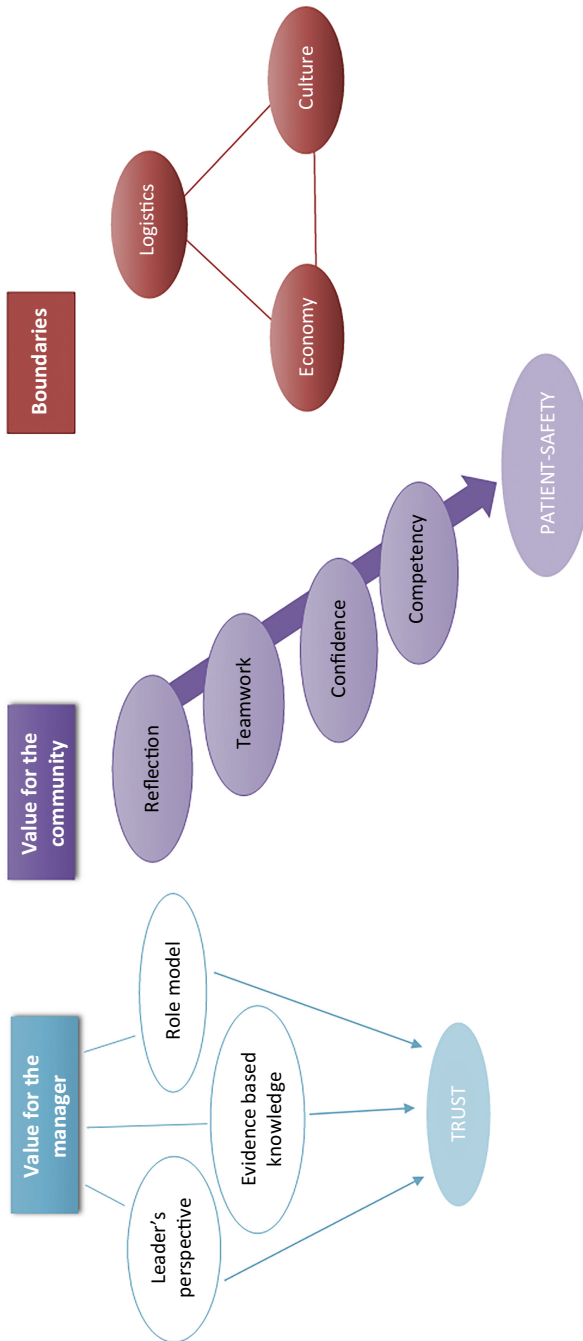 Value for the
manager
Leader's
perspective
Evidence based
knowledge
Role model
TRUST
Value for the
community
Reflection
Teamwork
Confidence
Competency
PATIENT-SAFETY
Boundaries
Logistics
Economy
Culture